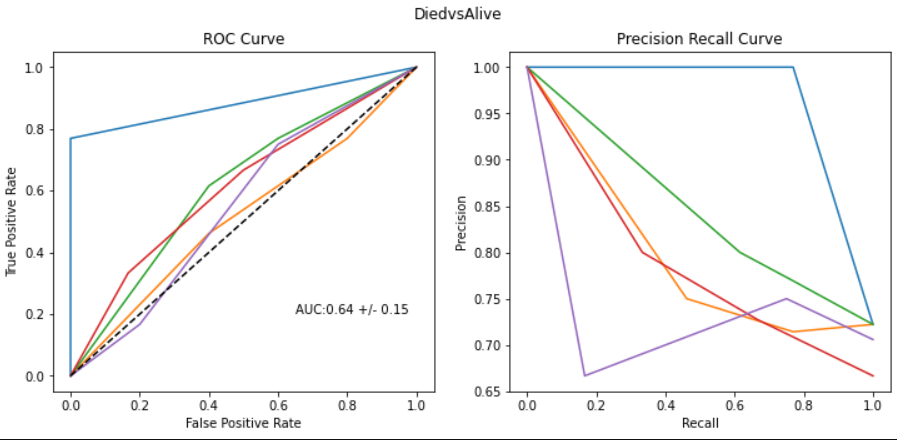 DiedvsAlive
ROC Curve
1.0
0.8
0.6
0.4
0.2
0.0
True Positive Rate
AUC:0.64 +/- 0.15
0.0 0.2 0.4 0.6 0.8 1.0
False Positive Rate
Precision Recall Curve
1.00
0.95
0.90
0.85
0.80
0.75
0.70
0.65
Precision
0.0 0.2 0.4 0.6 0.8 1.0
Recall